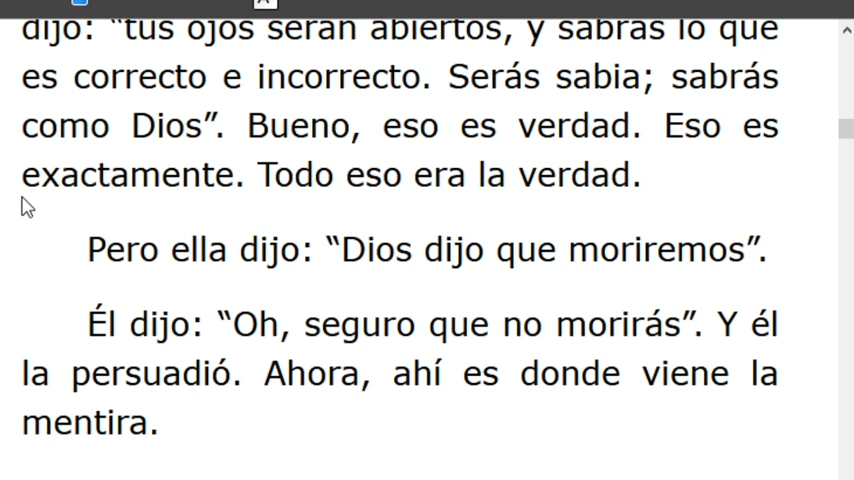 dijo: “tus ojos serán abiertos, y sabrás lo que
es correcto e incorrecto. Serás sabia; sabrás
como Dios”. Bueno, eso es verdad. Eso es
exactamente. Todo eso era la verdad.
Pero ella dijo: “Dios dijo que moriremos”.
Él dijo: “Oh, seguro que no morirás”. Y él
la persuadió. Ahora, ahí es donde viene la
mentira.